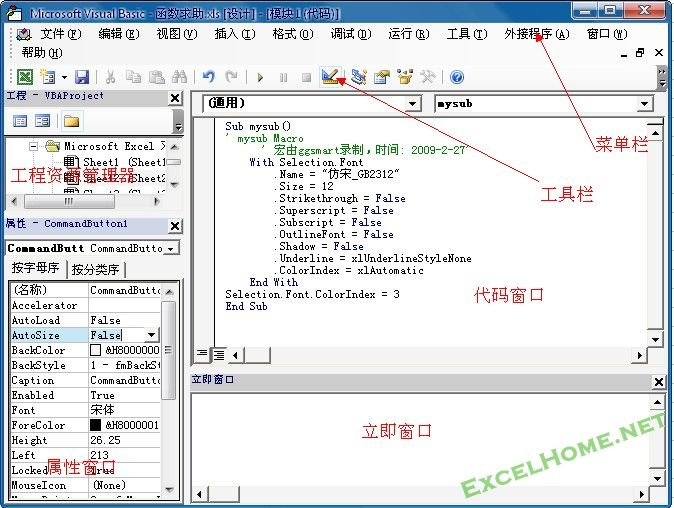 Microsoft Visual Basic - 函数求助.xls [设计] - [模块1 (代码)]
文件(F) 编辑(E) 视图(V) 插入(I) 格式(O) 调试(D) 运行(R) 工具(T) 外接程序(A) 窗口(W)
帮助(H)
工程 - VBAProject
Microsoft Excel
Sheet1 (Sheet1
Sheet2 (Sheet2
工程资源管理器
属性 - CommandButton1
CommandButt CommandButto
按字母序 按分类序
(名称) CommandButto
Accelerator
AutoLoad False
AutoSize False
BackColor &H8000000
BackStyle 1 - fmBackSt
Caption CommandButto
Enabled True
Font 宋体
ForeColor &H8000001
Height 26.25
Left 213
Locked True
MouseIcon (None)
属性窗口
(通用) mysub
Sub mysub()
' mysub Macro
' 宏由ggsmart录制，时间: 2009-2-27
With Selection.Font
.Name = "仿宋_GB2312"
.Size = 12
.Strikethrough = False
.Superscript = False
.Subscript = False
.OutlineFont = False
.Shadow = False
.Underline = xlUnderlineStyleNone
.ColorIndex = xlAutomatic
End With
Selection.Font.ColorIndex = 3
End Sub
菜单栏
工具栏
代码窗口
立即窗口
立即窗口
EXCELHOME.NET